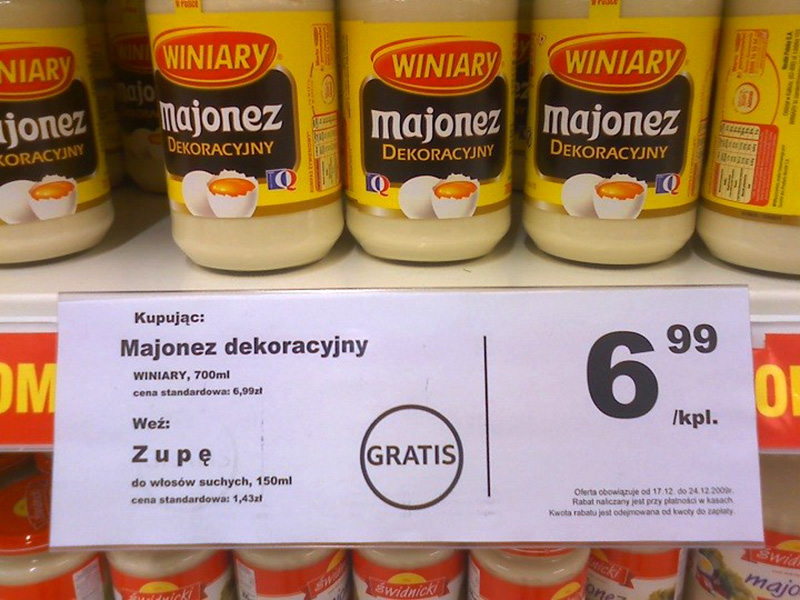 WINIARY
majonez
DEKORACYJNY
WINIARY
majonez
DEKORACYJNY
WINIARY
majonez
DEKORACYJNY
WINIARY
majonez
DEKORACYJNY
Kupując:
Majonez dekoracyjny
WINIARY, 700ml
cena standardowa: 6,99zł
Weź:
Zupę
do włosów suchych, 150ml
cena standardowa: 1,43zł
GRATIS
6 99
/kpl.
Oferta obowiązuje od 17.12. do 24.12.2009r.
Rabat naliczany jest przy płatności w kasach.
Kwota rabatu jest odejmowana od kwoty do zapłaty.
świdnicki